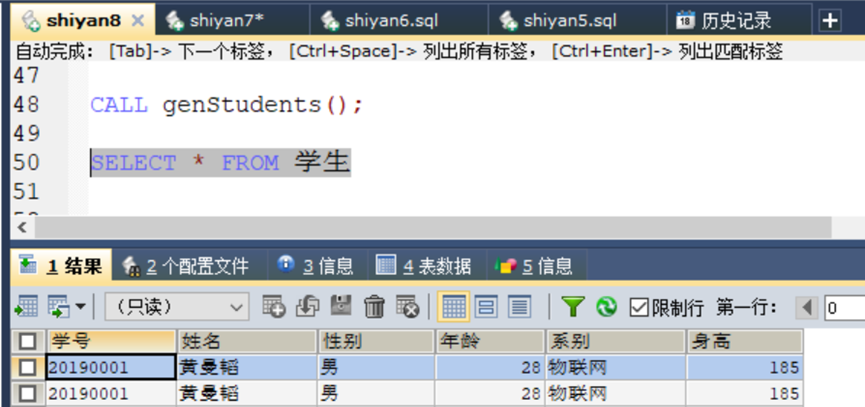 shiyan8 shiyan7* shiyan6.sql shiyan5.sql 历史记录
自动完成: [Tab]-> 下一个标签, [Ctrl+Space]-> 列出所有标签, [Ctrl+Enter]-> 列出匹配标签
47
48 CALL genStudents();
49
50 SELECT * FROM 学生
51
1 结果 2 个配置文件 3 信息 4 表数据 5 信息
(只读) 限制行 第一行: 0
学号 姓名 性别 年龄 系别 身高
20190001 黄曼韬 男 28 物联网 185
20190001 黄曼韬 男 28 物联网 185